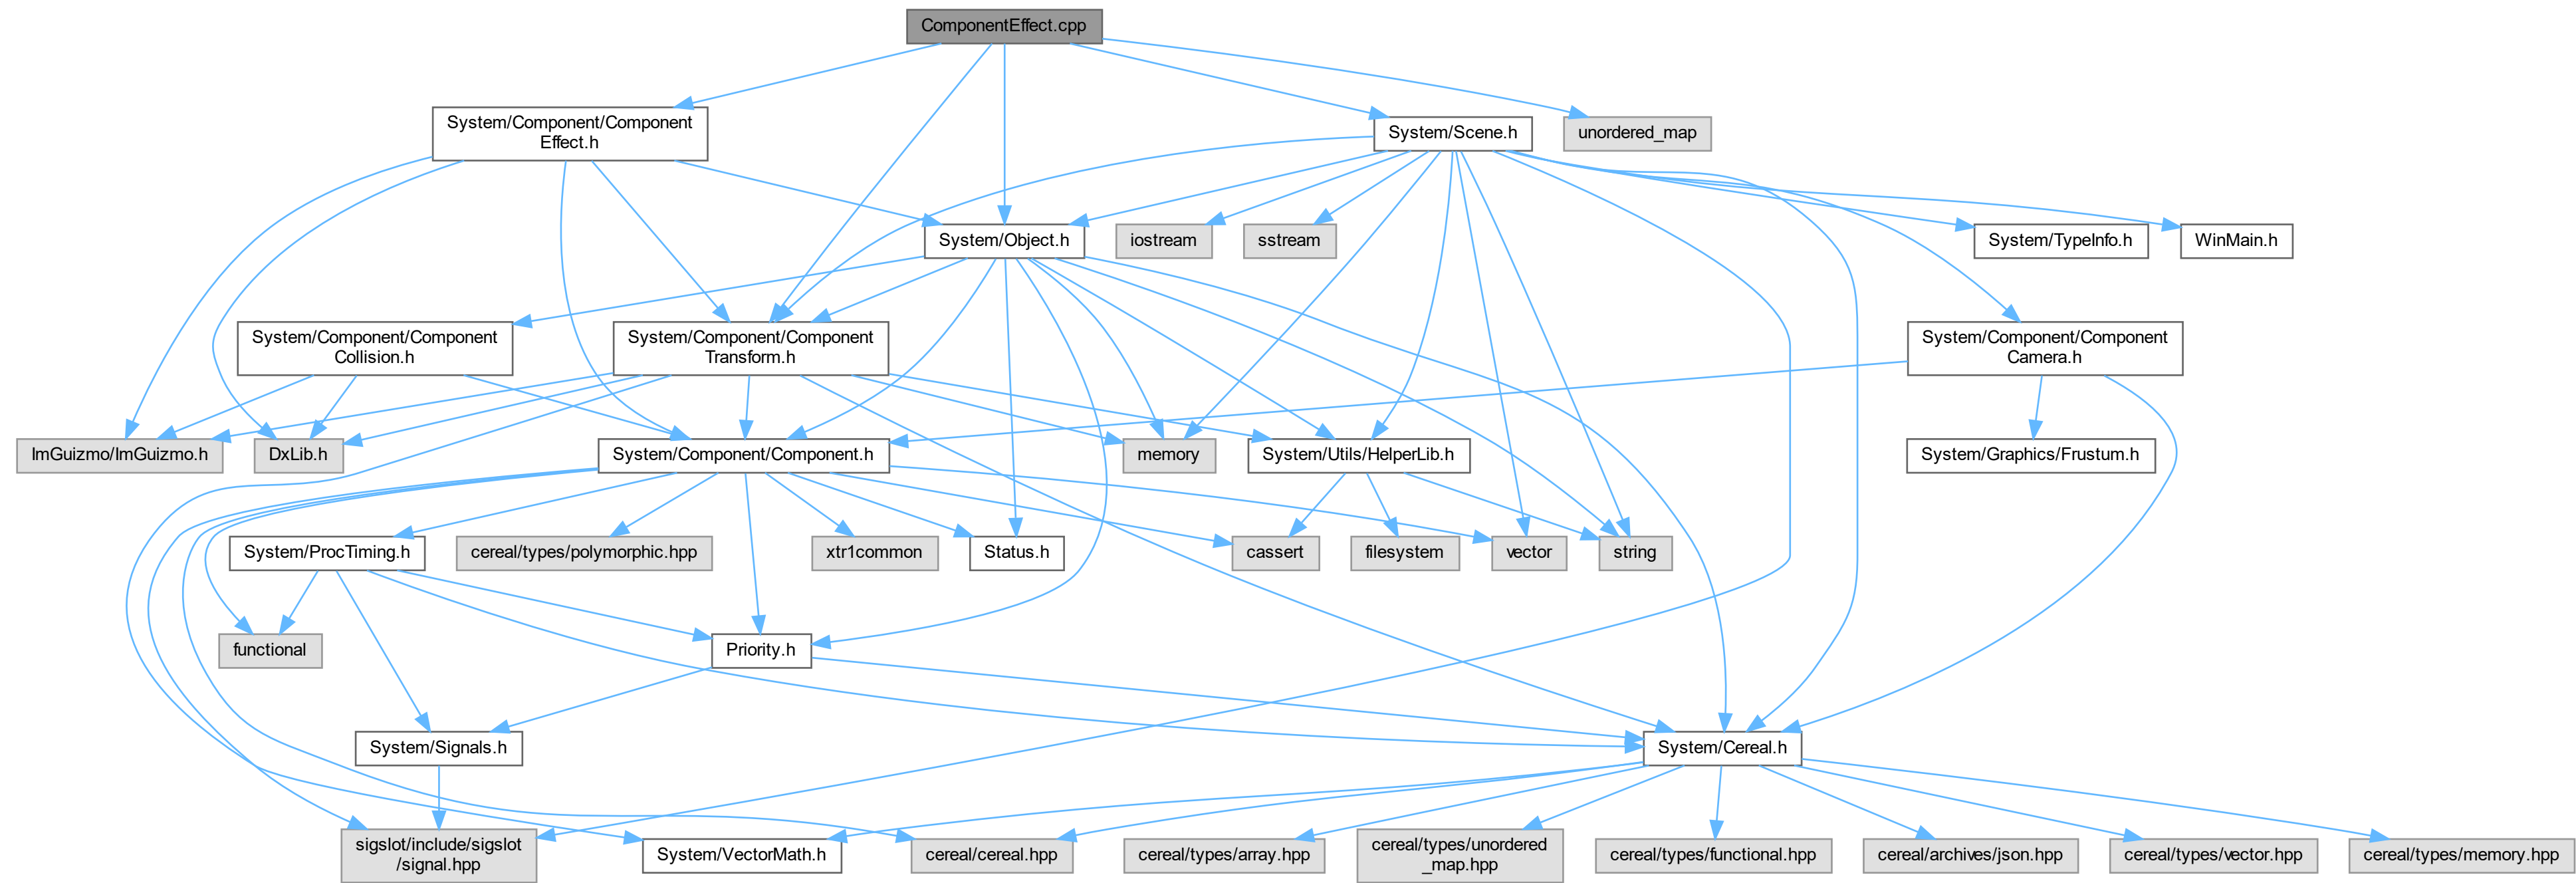 ComponentEffect.cpp
System/Component/Component
Effect.h
System/Scene.h
unordered_map
System/Object.h
iostream
sstream
System/TypeInfo.h
WinMain.h
System/Component/Component
Collision.h
System/Component/Component
Transform.h
System/Component/Component
Camera.h
ImGuizmo/ImGuizmo.h
DxLib.h
System/Component/Component.h
memory
System/Utils/HelperLib.h
System/Graphics/Frustum.h
System/ProcTiming.h
cereal/types/polymorphic.hpp
xtr1common
Status.h
cassert
filesystem
vector
string
functional
Priority.h
System/Signals.h
System/Cereal.h
sigslot/include/sigslot
/signal.hpp
System/VectorMath.h
cereal/cereal.hpp
cereal/types/array.hpp
cereal/types/unordered
_map.hpp
cereal/types/functional.hpp
cereal/archives/json.hpp
cereal/types/vector.hpp
cereal/types/memory.hpp